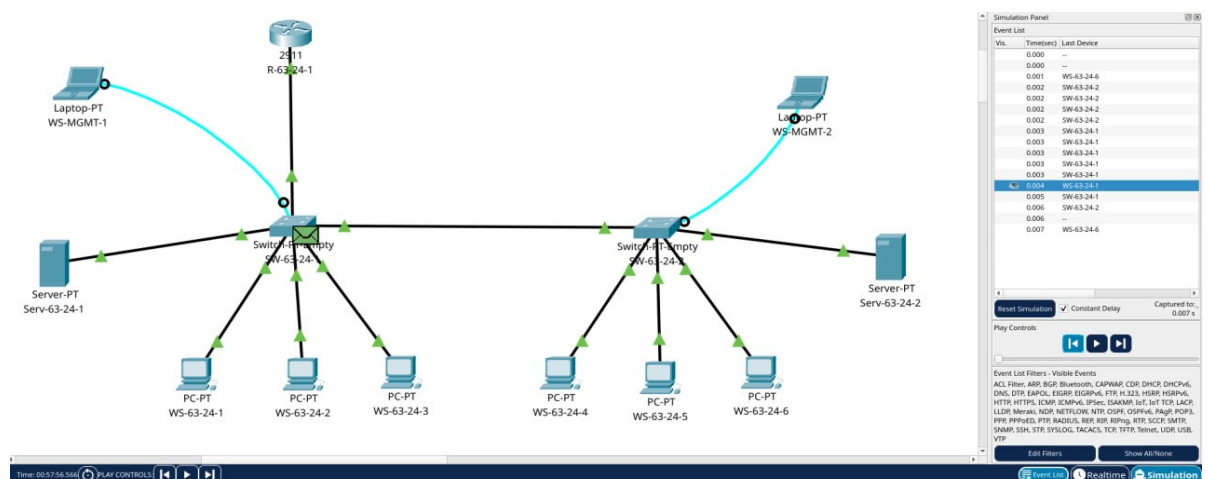 2911
R-63-24-1
Laptop-PT
WS-MGMT-1
Laptop-PT
WS-MGMT-2
Switch-PT-Empty
SW-63-24-1
Switch-PT-Empty
SW-63-24-2
Server-PT
Serv-63-24-1
Server-PT
Serv-63-24-2
PC-PT
WS-63-24-1
PC-PT
WS-63-24-2
PC-PT
WS-63-24-3
PC-PT
WS-63-24-4
PC-PT
WS-63-24-5
PC-PT
WS-63-24-6
Simulation Panel
Event List
Vis. Time(sec) Last Device
0.000 --
0.000 --
0.001 WS-63-24-6
0.002 SW-63-24-2
0.002 SW-63-24-2
0.002 SW-63-24-2
0.002 SW-63-24-2
0.003 SW-63-24-1
0.003 SW-63-24-1
0.003 SW-63-24-1
0.003 SW-63-24-1
0.004 WS-63-24-1
0.005 SW-63-24-1
0.006 SW-63-24-2
0.006 --
0.007 WS-63-24-6
Reset Simulation Constant Delay Captured to:
0.007 s
Play Controls
Event List Filters - Visible Events
ACL Filter, ARP, BGP, Bluetooth, CAPWAP, CDP, DHCP, DHCPv6,
DNS, DTP, EAPOL, EIGRP, EIGRPv6, FTP, H.323, HSRP, HSRPv6,
HTTP, HTTPS, ICMP, ICMPv6, IPSec, ISAKMP, IoT, IoT TCP, LACP,
LLDP, Meraki, NDP, NETFLOW, NTP, OSPF, OSPFv6, PAgP, POP3,
PPP, PPPoED, PTP, RADIUS, REP, RIP, RIPng, RTP, SCCP, SMTP,
SNMP, SSH, STP, SYSLOG, TACACS, TCP, TFTP, Telnet, UDP, USB,
VTP
Edit Filters Show All/None
Time: 00:57:56.566 PLAY CONTROLS: Event List Realtime Simulation